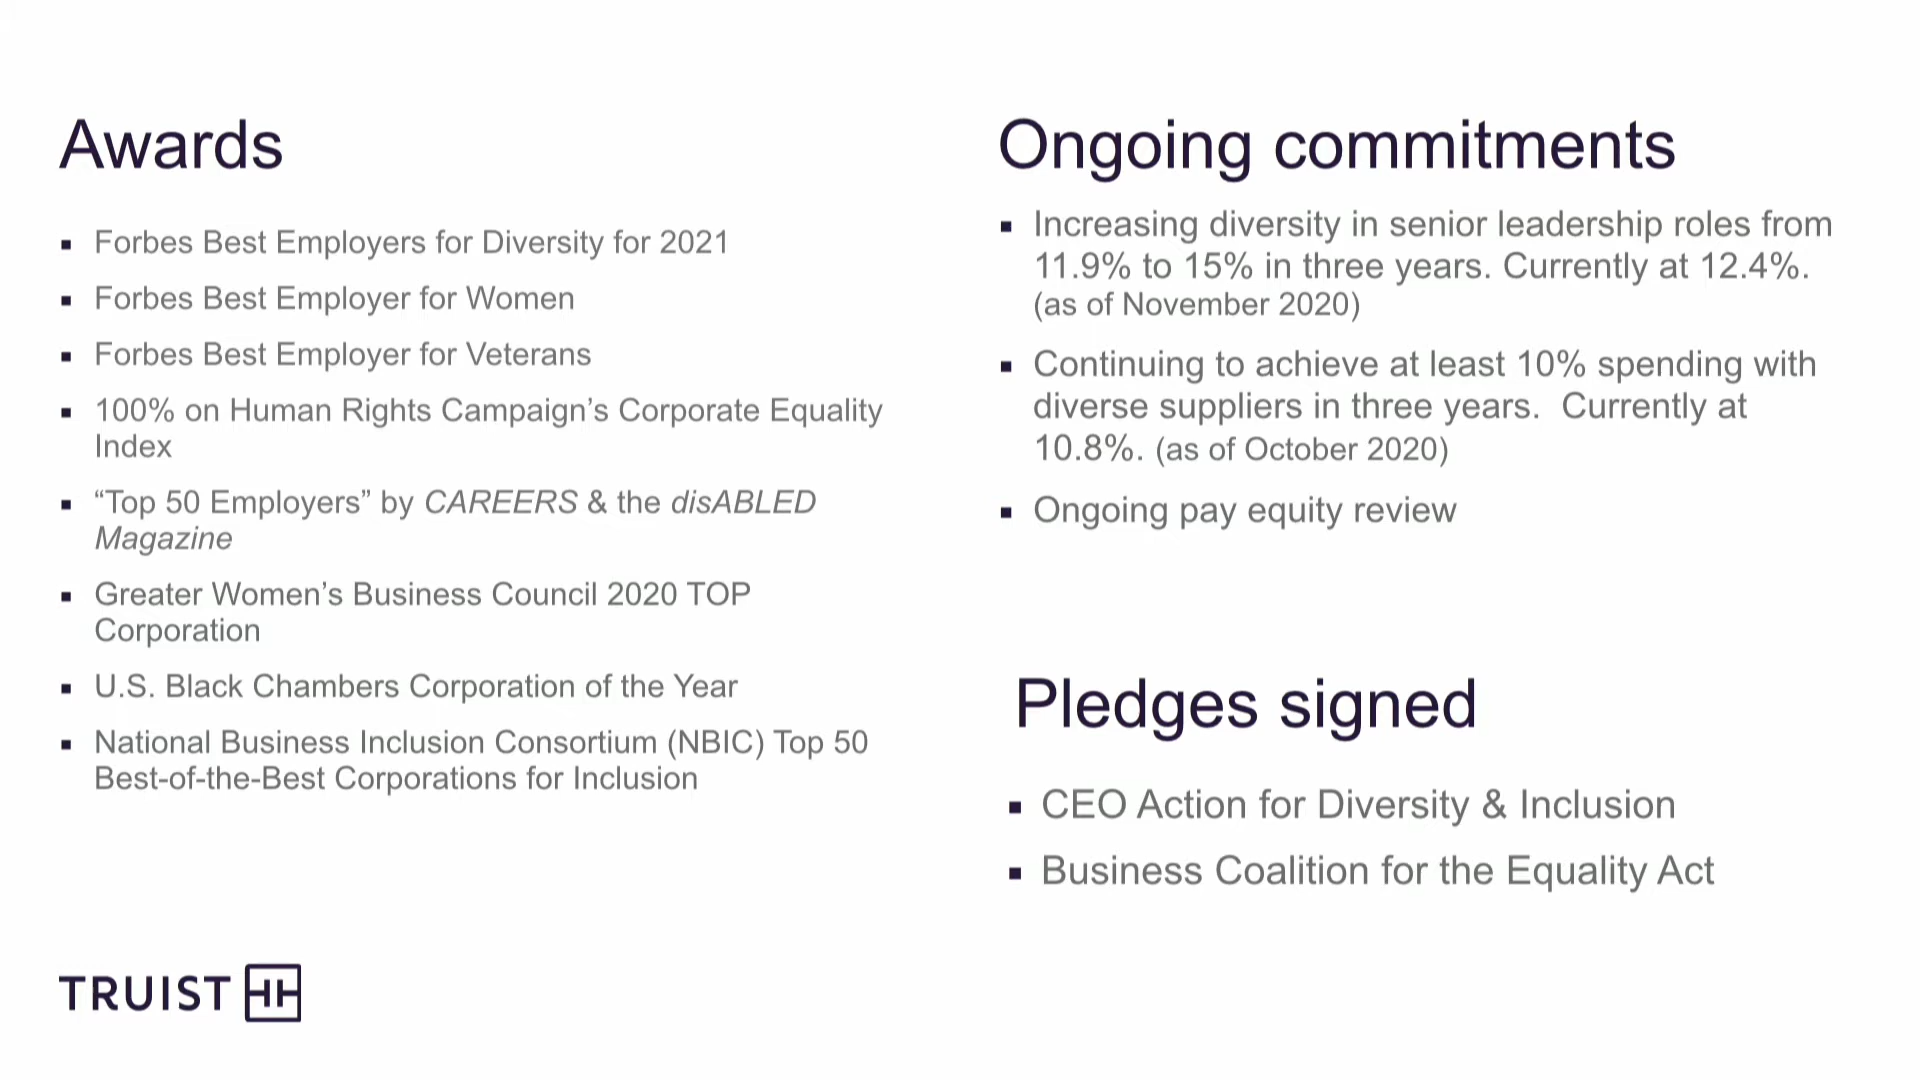 Awards
▪ Forbes Best Employers for Diversity for 2021
▪ Forbes Best Employer for Women
▪ Forbes Best Employer for Veterans
▪ 100% on Human Rights Campaign’s Corporate Equality
Index
▪ “Top 50 Employers” by CAREERS & the disABLED
Magazine
▪ Greater Women’s Business Council 2020 TOP
Corporation
▪ U.S. Black Chambers Corporation of the Year
▪ National Business Inclusion Consortium (NBIC) Top 50
Best-of-the-Best Corporations for Inclusion
Ongoing commitments
▪ Increasing diversity in senior leadership roles from
11.9% to 15% in three years. Currently at 12.4%.
(as of November 2020)
▪ Continuing to achieve at least 10% spending with
diverse suppliers in three years. Currently at
10.8%. (as of October 2020)
▪ Ongoing pay equity review
Pledges signed
▪ CEO Action for Diversity & Inclusion
▪ Business Coalition for the Equality Act
TRUIST